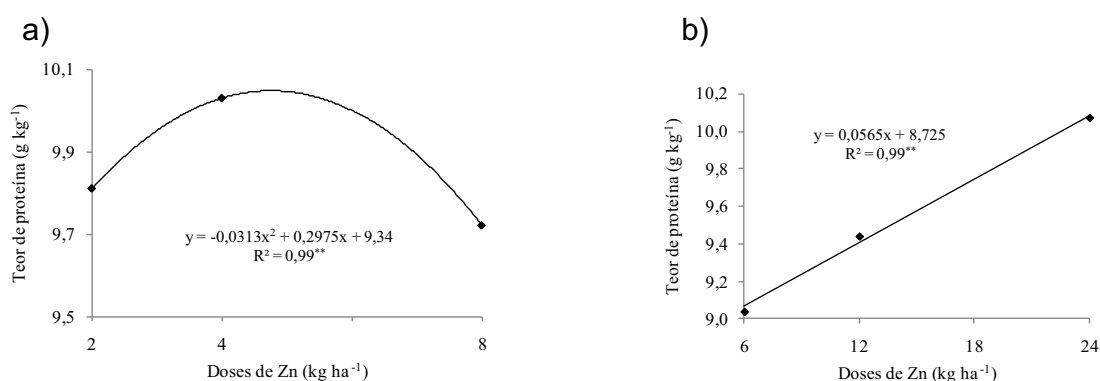 a)
10,1
9,9
9,7
9,5
Teor de proteína (g kg⁻¹)
y = -0,0313x² + 0,2975x + 9,34
R² = 0,99**
2
4
8
Doses de Zn (kg ha⁻¹)
b)
10,2
10,0
9,8
9,6
9,4
9,2
9,0
Teor de proteína (g kg⁻¹)
y = 0,0565x + 8,725
R² = 0,99**
6
12
18
24
Doses de Zn (kg ha⁻¹)